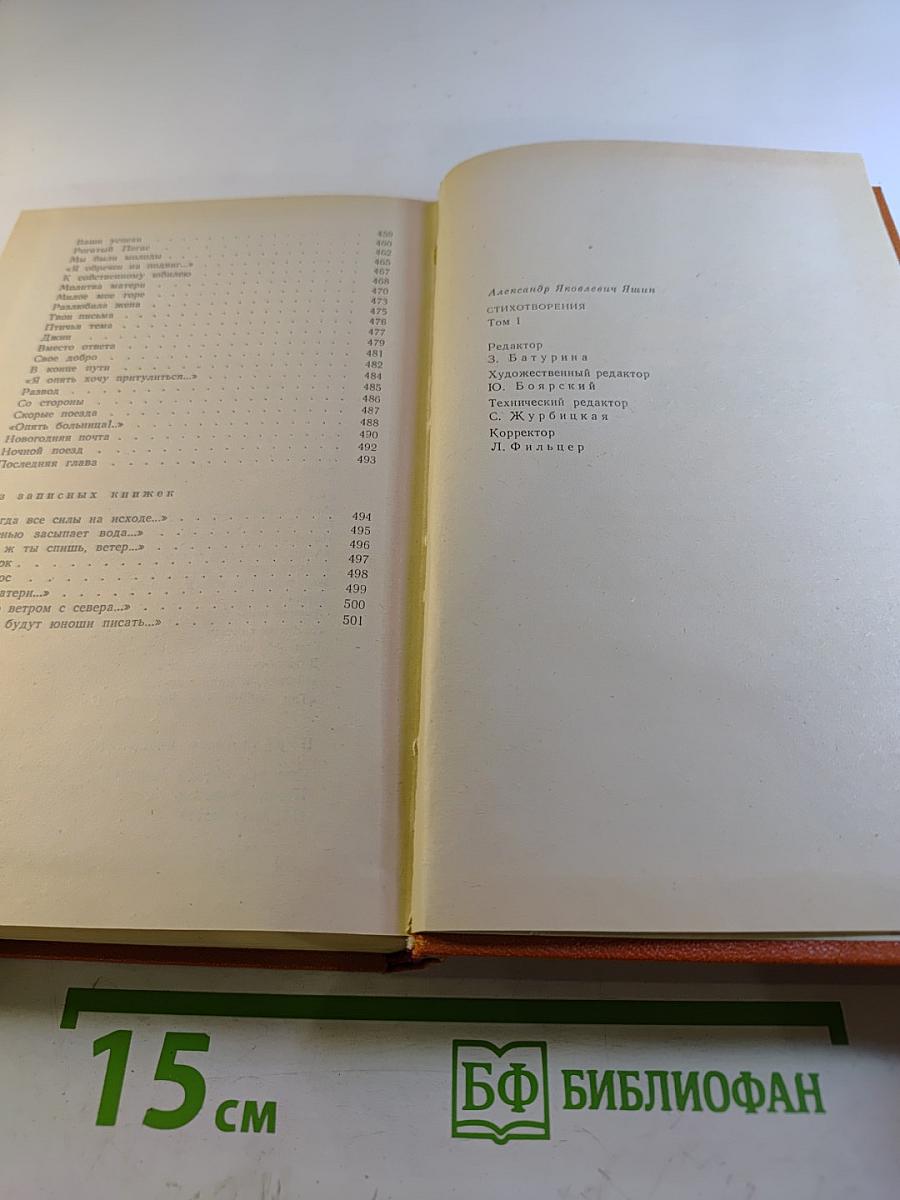 Ваши успехи . . . 459
Рогатый Пегас . . . 460
Мы были молоды . . . 462
«Я обречен на подвиг...» . . . 465
К собственному юбилею . . . 467
Молитва матери . . . 468
Милое мое горе . . . 470
Разлюбила жена . . . 473
Твои письма . . . 475
Птичья тема . . . 476
Джин . . . 477
Вместо ответа . . . 479
Свое добро . . . 481
В конце пути . . . 482
«Я опять хочу притулиться...» . . . 484
Развод . . . 485
Со стороны . . . 486
Скорые поезда . . . 487
«Опять больница!..» . . . 488
Новогодняя почта . . . 490
Ночной поезд . . . 492
Последняя глава . . . 493
з записных книжек
гда все силы на исходе...» . . . 494
нью засыпает вода...» . . . 495
ж ты спишь, ветер...» . . . 496
ок . . . 497
ос . . . 498
атери...» . . . 499
ветром с севера...» . . . 500
будут юноши писать...» . . . 501
Александр Яковлевич Яшин
СТИХОТВОРЕНИЯ
Том 1
Редактор
З. Батурина
Художественный редактор
Ю. Боярский
Технический редактор
С. Журбицкая
Корректор
Л. Фильцер
15 см
БФ БИБЛИОФАН